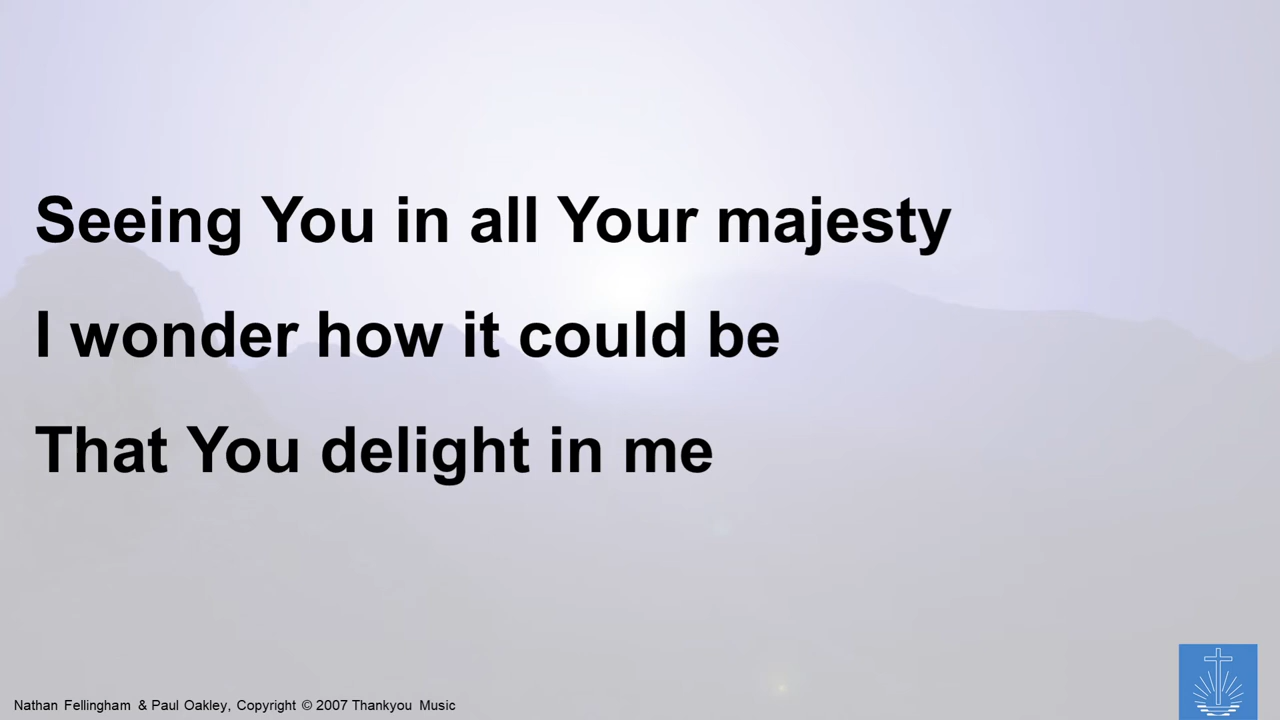 Seeing You in all Your majesty
I wonder how it could be
That You delight in me
Nathan Fellingham & Paul Oakley, Copyright © 2007 Thankyou Music